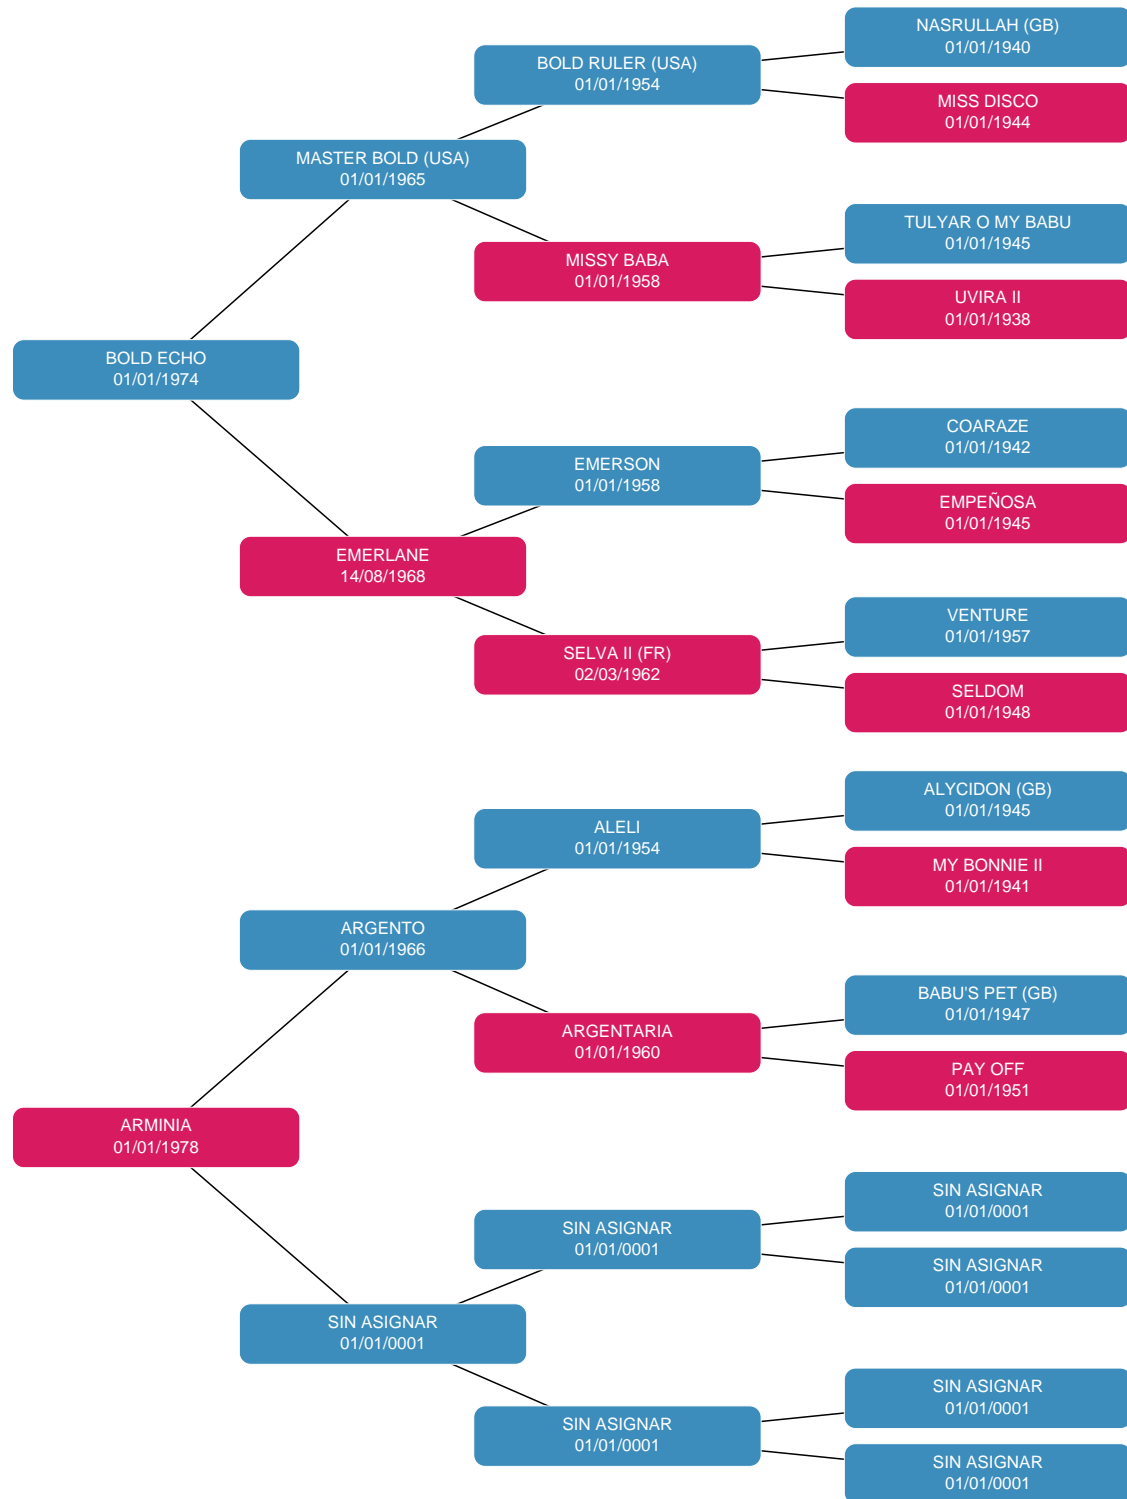 NASRULLAH (GB)
01/01/1940
BOLD RULER (USA)
01/01/1954
MISS DISCO
01/01/1944
MASTER BOLD (USA)
01/01/1965
TULYAR O MY BABU
01/01/1945
MISSY BABA
01/01/1958
UVIRA II
01/01/1938
BOLD ECHO
01/01/1974
COARAZE
01/01/1942
EMERSON
01/01/1958
EMPEÑOSA
01/01/1945
EMERLANE
14/08/1968
VENTURE
01/01/1957
SELVA II (FR)
02/03/1962
SELDOM
01/01/1948
ALYCIDON (GB)
01/01/1945
ALELI
01/01/1954
MY BONNIE II
01/01/1941
ARGENTO
01/01/1966
BABU'S PET (GB)
01/01/1947
ARGENTARIA
01/01/1960
PAY OFF
01/01/1951
ARMINIA
01/01/1978
SIN ASIGNAR
01/01/0001
SIN ASIGNAR
01/01/0001
SIN ASIGNAR
01/01/0001
SIN ASIGNAR
01/01/0001
SIN ASIGNAR
01/01/0001
SIN ASIGNAR
01/01/0001
SIN ASIGNAR
01/01/0001